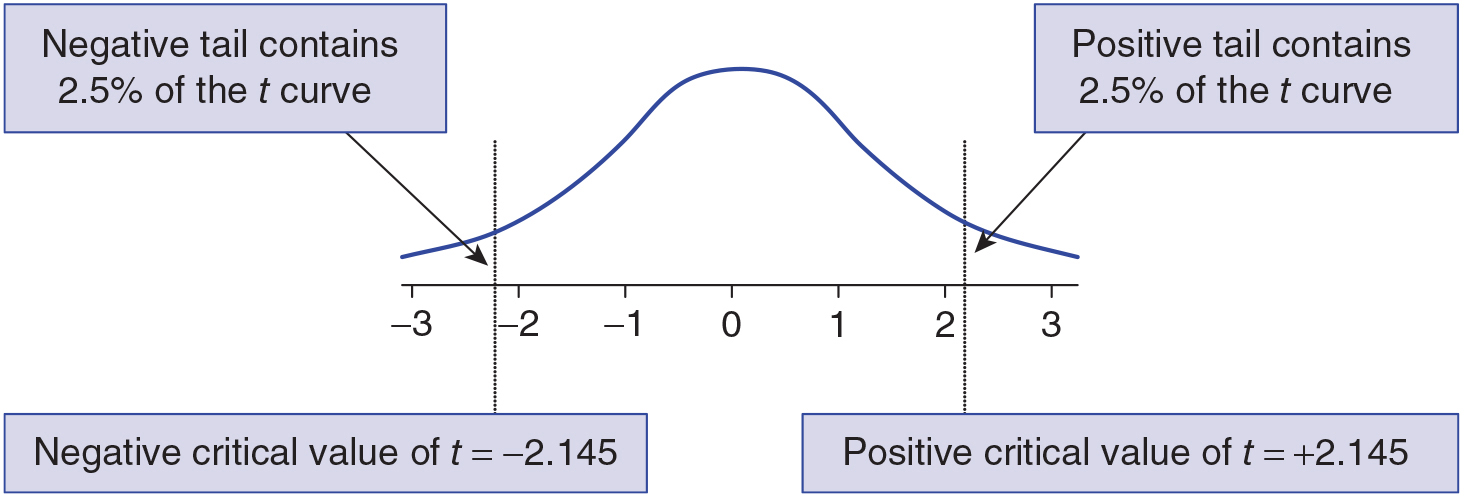 Negative tail contains
2.5% of the t curve
Positive tail contains
2.5% of the t curve
–3 –2 –1 0 1 2 3
Negative critical value of t = –2.145
Positive critical value of t = +2.145